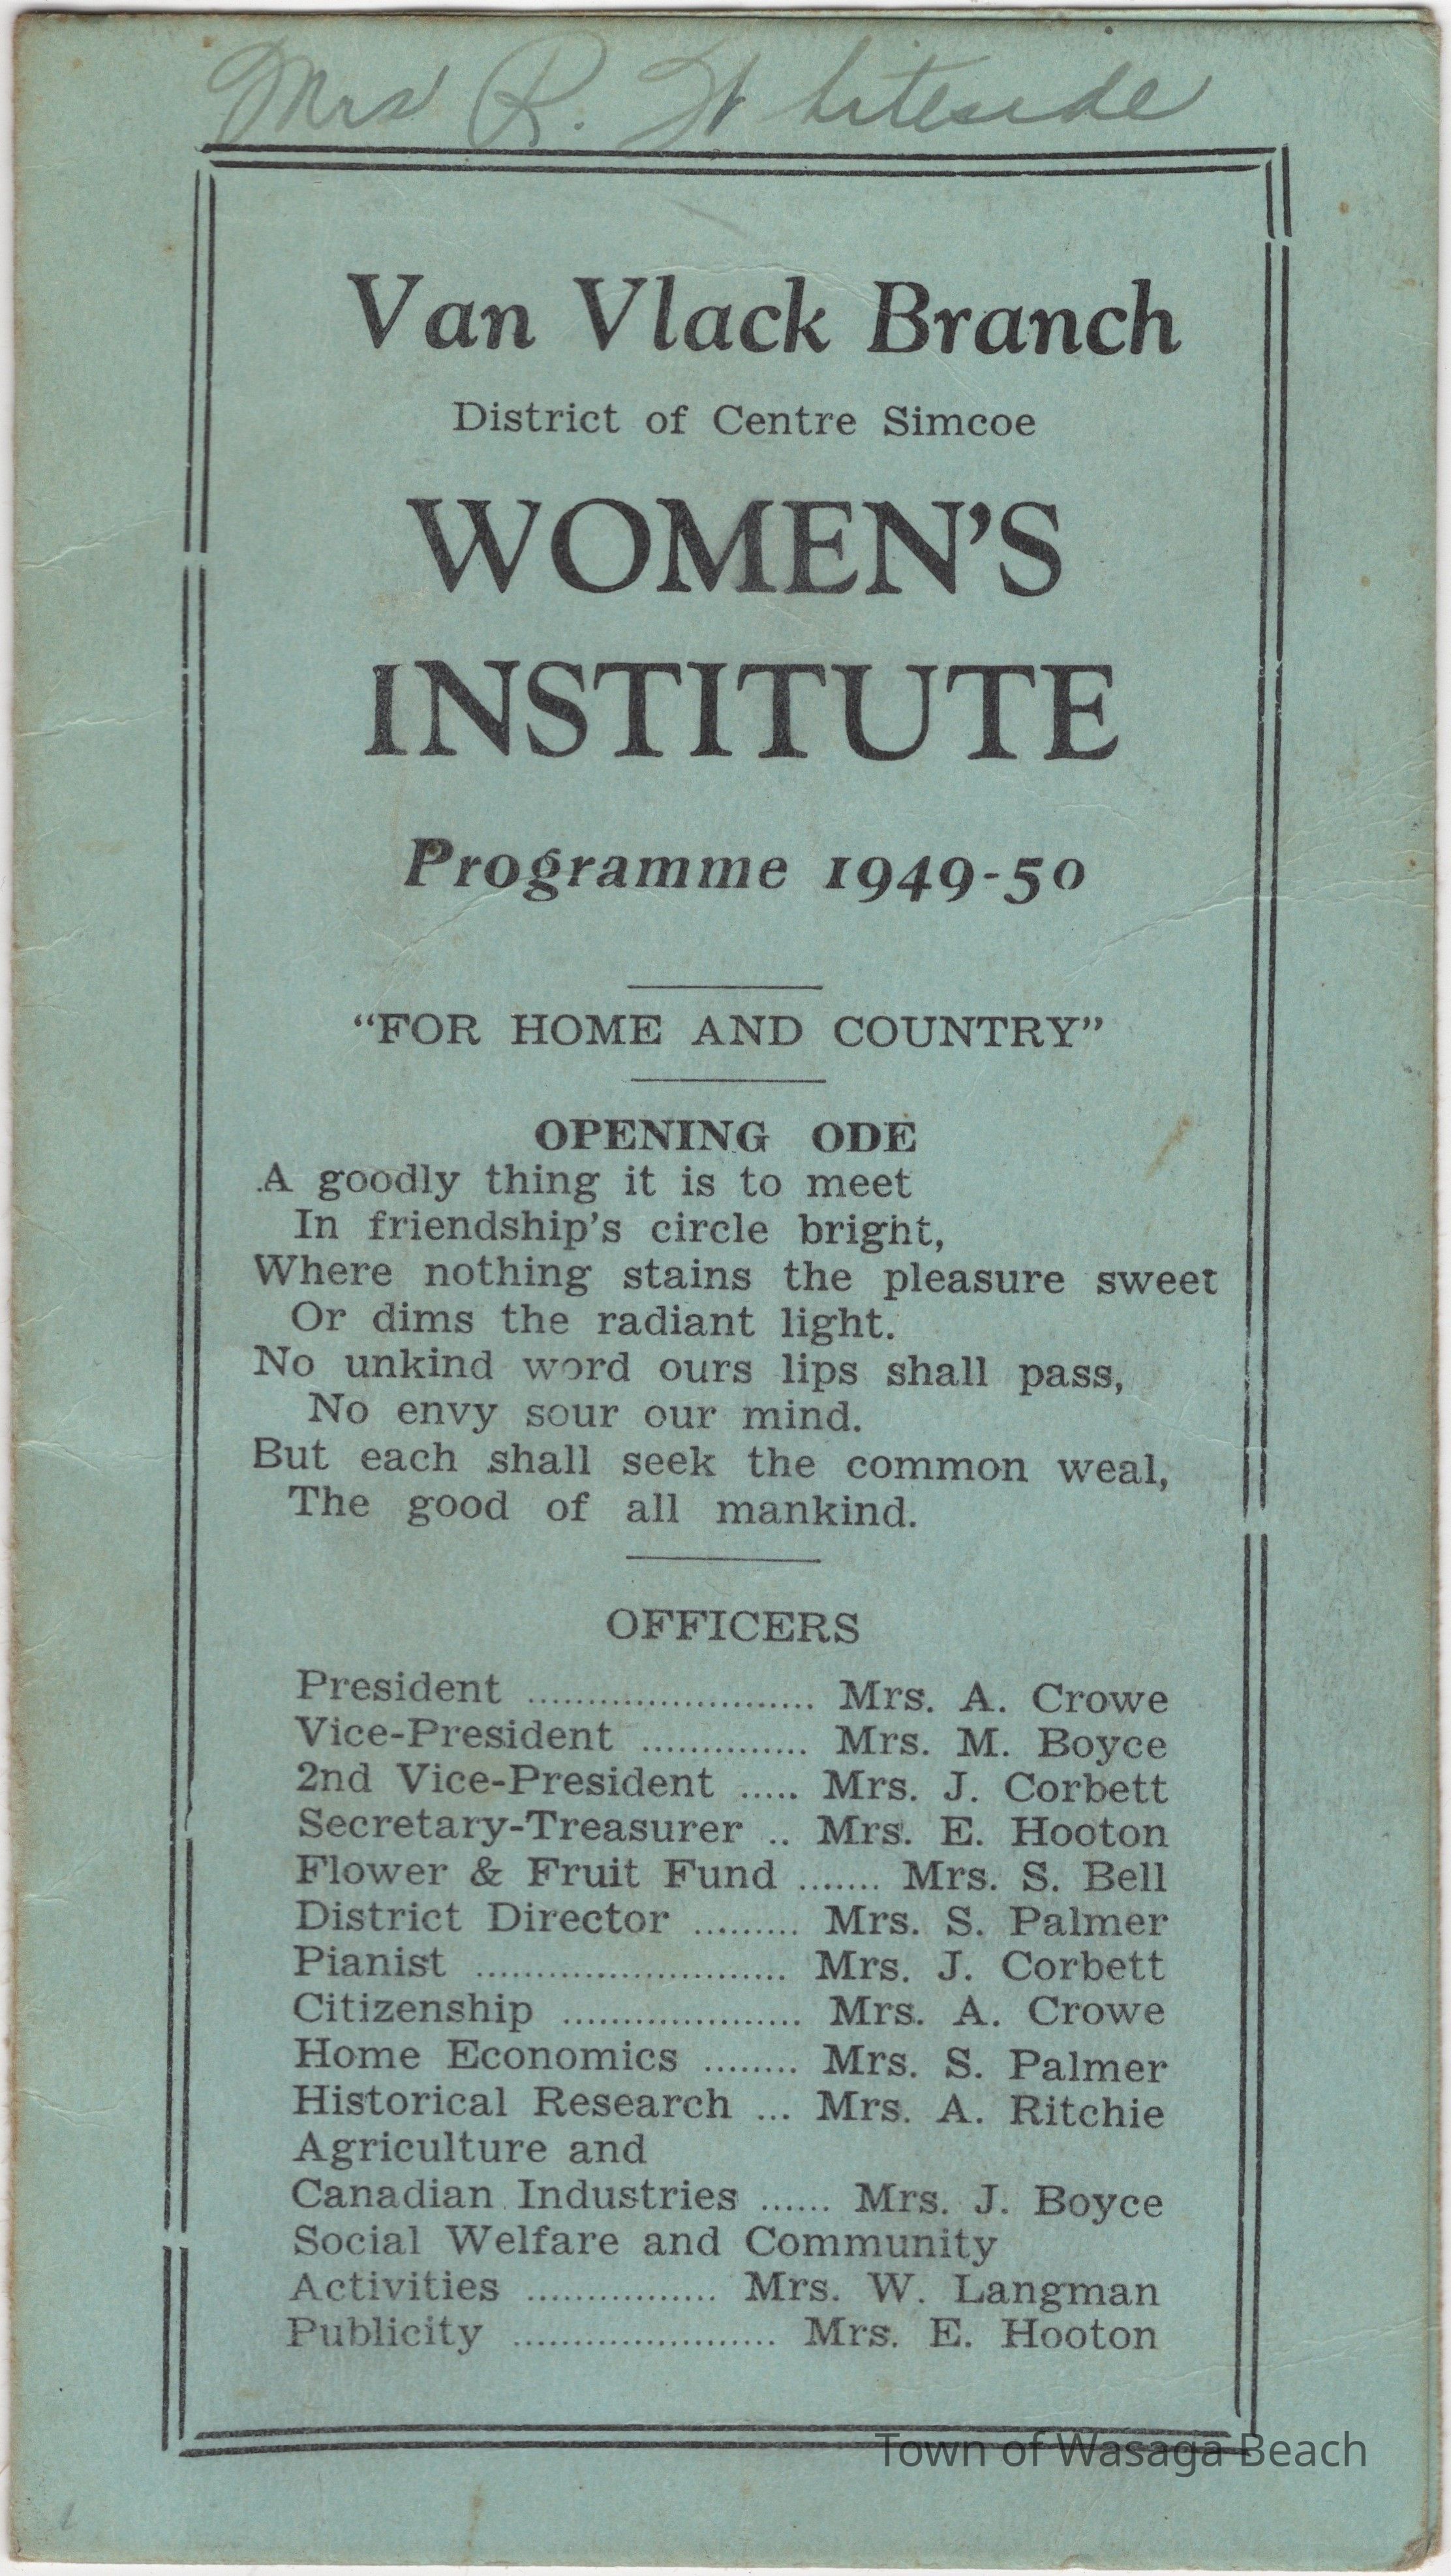 Mrs R. Whiteside
Van Vlack Branch
District of Centre Simcoe
WOMEN'S
INSTITUTE
Programme 1949-50
"FOR HOME AND COUNTRY"
OPENING ODE
A goodly thing it is to meet
In friendship's circle bright,
Where nothing stains the pleasure sweet
Or dims the radiant light.
No unkind word ours lips shall pass,
No envy sour our mind.
But each shall seek the common weal,
The good of all mankind.
OFFICERS
President ........................ Mrs. A. Crowe
Vice-President .............. Mrs. M. Boyce
2nd Vice-President ..... Mrs. J. Corbett
Secretary-Treasurer .. Mrs. E. Hooton
Flower & Fruit Fund ....... Mrs. S. Bell
District Director ......... Mrs. S. Palmer
Pianist .......................... Mrs. J. Corbett
Citizenship .................... Mrs. A. Crowe
Home Economics ........ Mrs. S. Palmer
Historical Research ... Mrs. A. Ritchie
Agriculture and
Canadian Industries ...... Mrs. J. Boyce
Social Welfare and Community
Activities ................ Mrs. W. Langman
Publicity ...................... Mrs. E. Hooton
Town of Wasaga Beach